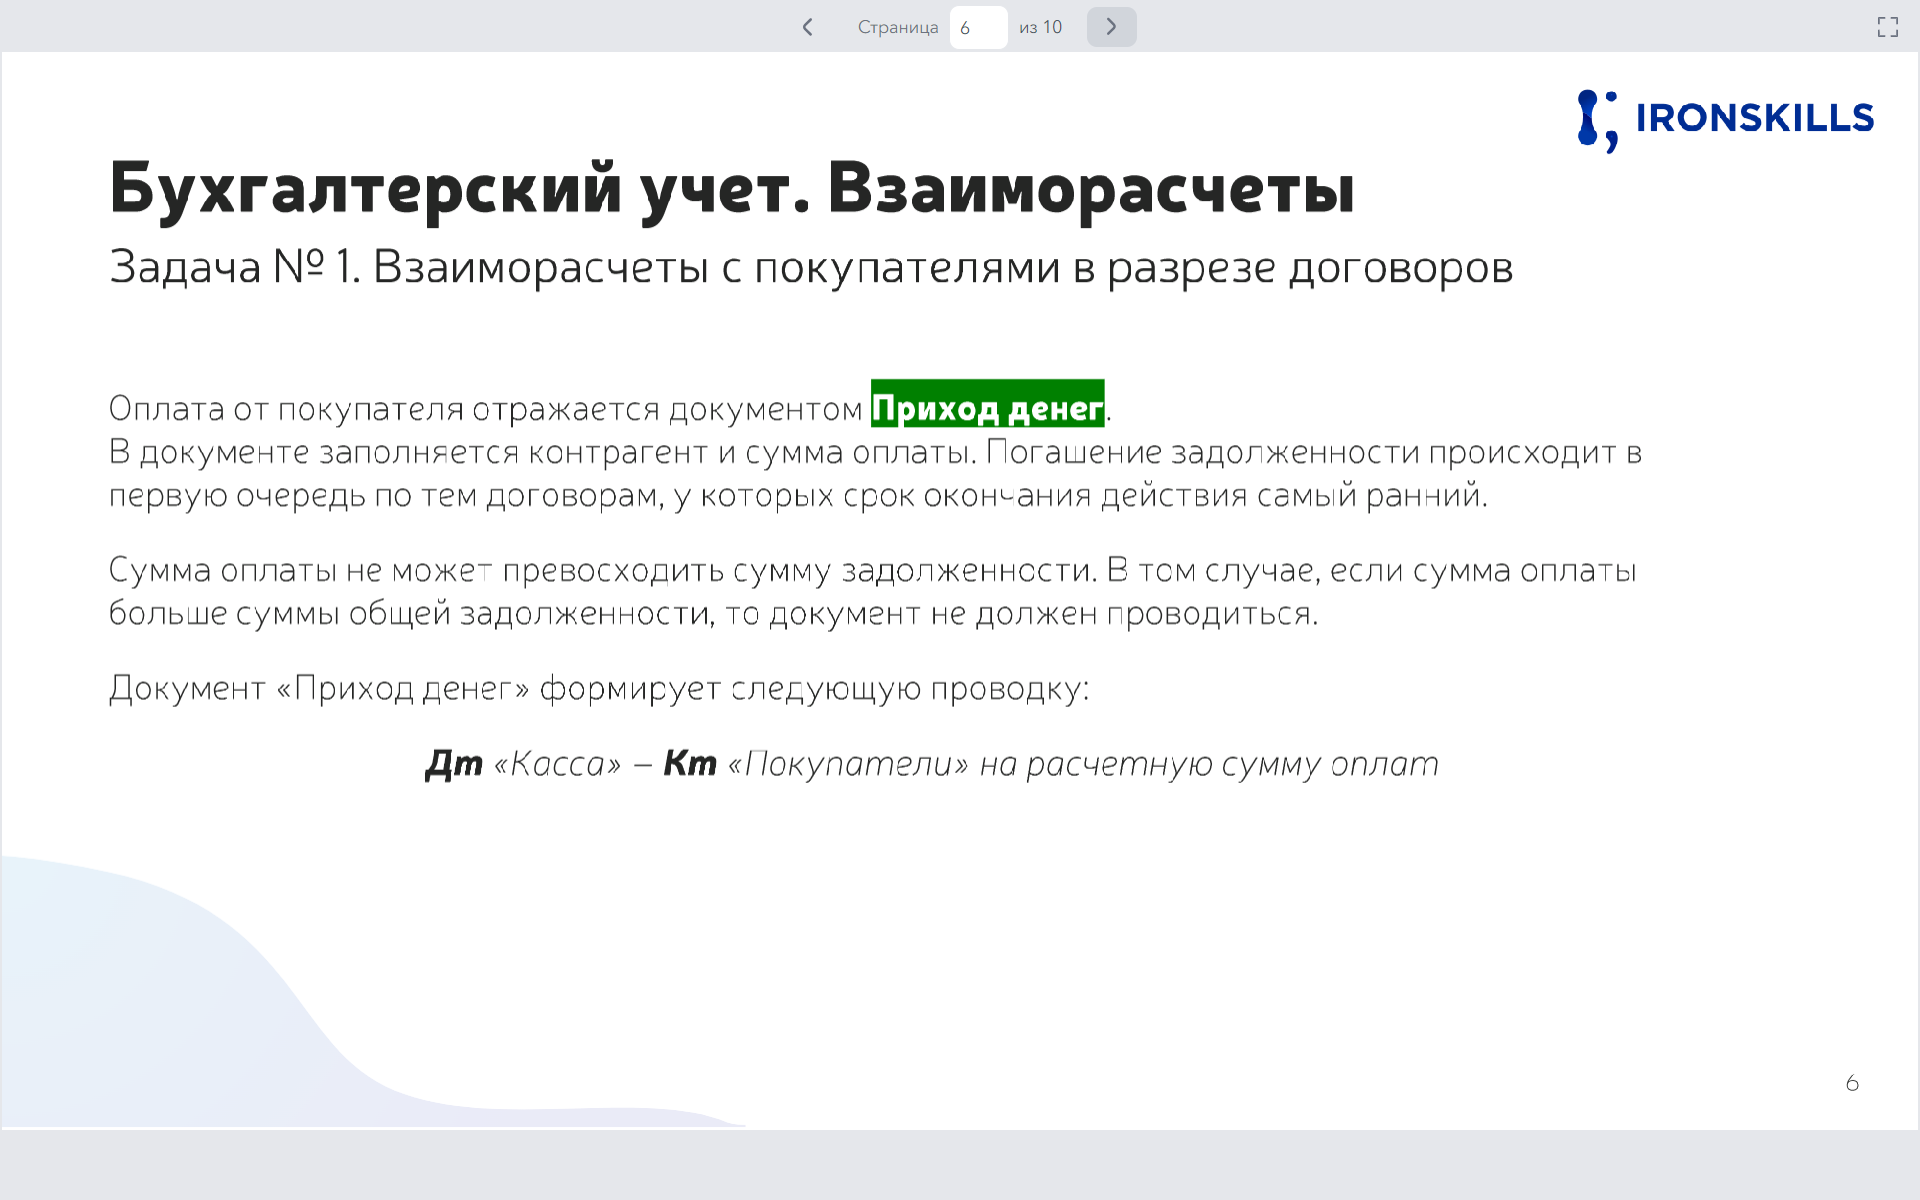 Страница 6 из 10
IRONSKILLS
Бухгалтерский учет. Взаиморасчеты
Задача № 1. Взаиморасчеты с покупателями в разрезе договоров
Оплата от покупателя отражается документом Приход денег.
В документе заполняется контрагент и сумма оплаты. Погашение задолженности происходит в
первую очередь по тем договорам, у которых срок окончания действия самый ранний.
Сумма оплаты не может превосходить сумму задолженности. В том случае, если сумма оплаты
больше суммы общей задолженности, то документ не должен проводиться.
Документ «Приход денег» формирует следующую проводку:
Дт «Касса» – Кт «Покупатели» на расчетную сумму оплат
6